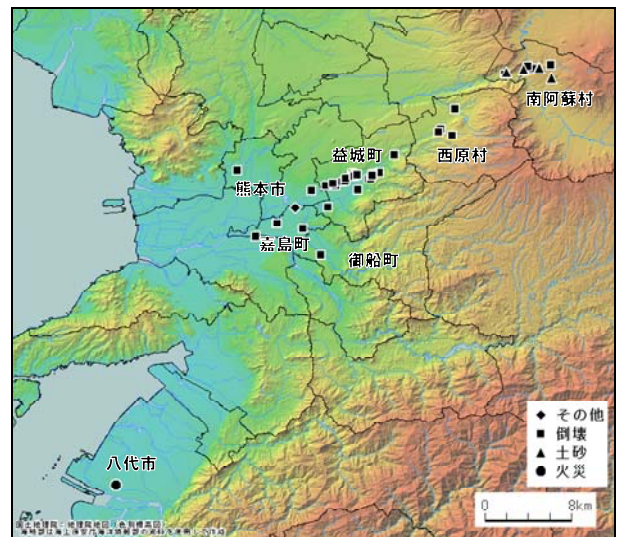 南阿蘇村
西原村
益城町
熊本市
嘉島町
御船町
八代市
◆ その他
■ 倒壊
▲ 土砂
● 火災
0 8km
国土地理院:地理院地図(色別標高図)